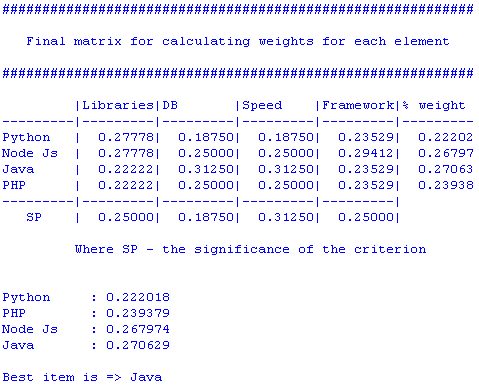 ############################################################
Final matrix for calculating weights for each element
############################################################
         |Libraries|DB       |Speed    |Framework|% weight
---------|---------|---------|---------|---------|---------
Python   |  0.27778|  0.18750|  0.18750|  0.23529|  0.22202
Node Js  |  0.27778|  0.25000|  0.25000|  0.29412|  0.26797
Java     |  0.22222|  0.31250|  0.31250|  0.23529|  0.27063
PHP      |  0.22222|  0.25000|  0.25000|  0.23529|  0.23938
---------|---------|---------|---------|---------|---------
   SP    |  0.25000|  0.18750|  0.31250|  0.25000|
Where SP - the significance of the criterion
Python     : 0.222018
PHP        : 0.239379
Node Js    : 0.267974
Java       : 0.270629
Best item is => Java